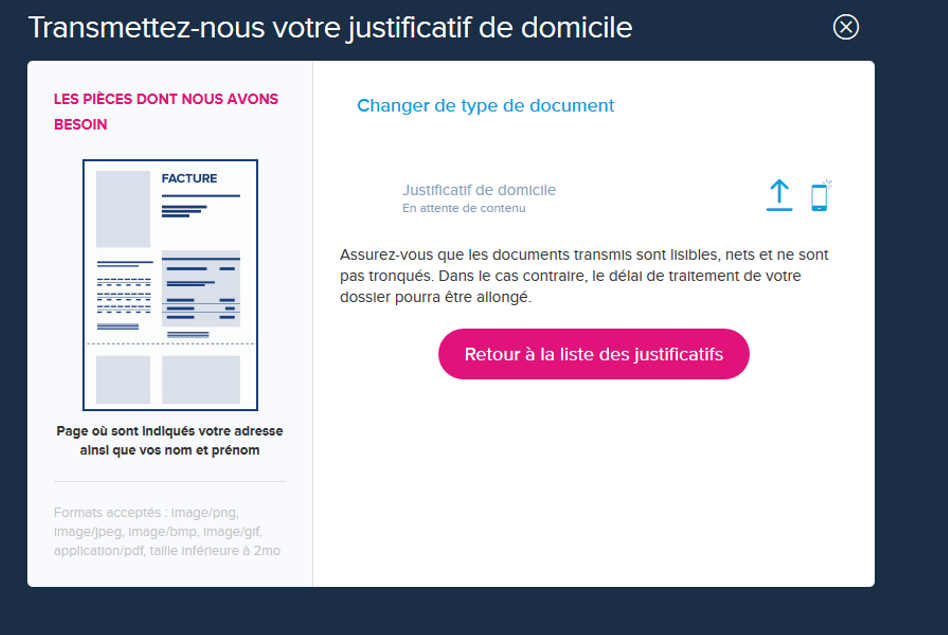 Transmettez-nous votre justificatif de domicile
LES PIÈCES DONT NOUS AVONS
BESOIN
FACTURE
Page où sont indiqués votre adresse
ainsi que vos nom et prénom
Formats acceptés : image/png,
image/jpeg, image/bmp, image/gif,
application/pdf, taille inférieure à 2mo
Changer de type de document
Justificatif de domicile
En attente de contenu
Assurez-vous que les documents transmis sont lisibles, nets et ne sont
pas tronqués. Dans le cas contraire, le délai de traitement de votre
dossier pourra être allongé.
Retour à la liste des justificatifs